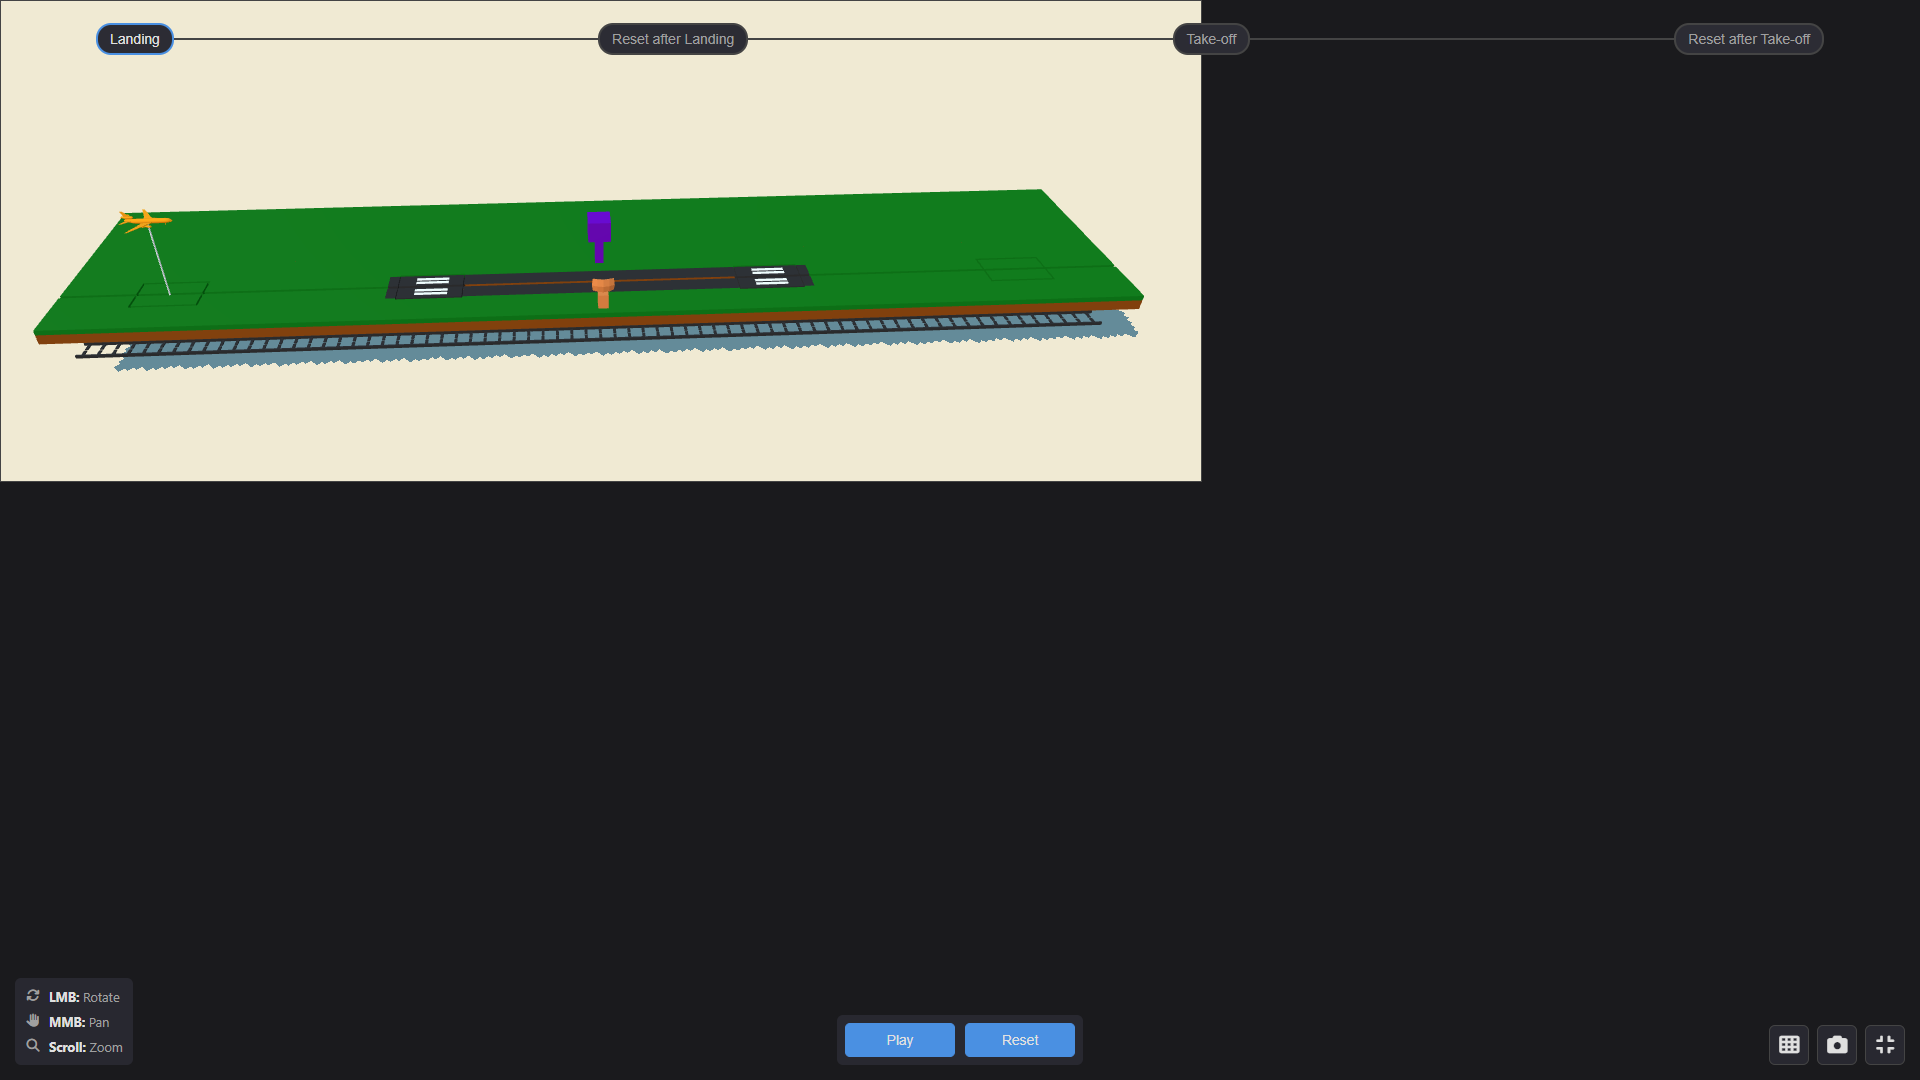 Landing
Reset after Landing
Take-off
Reset after Take-off
LMB: Rotate
MMB: Pan
Scroll: Zoom
Play
Reset